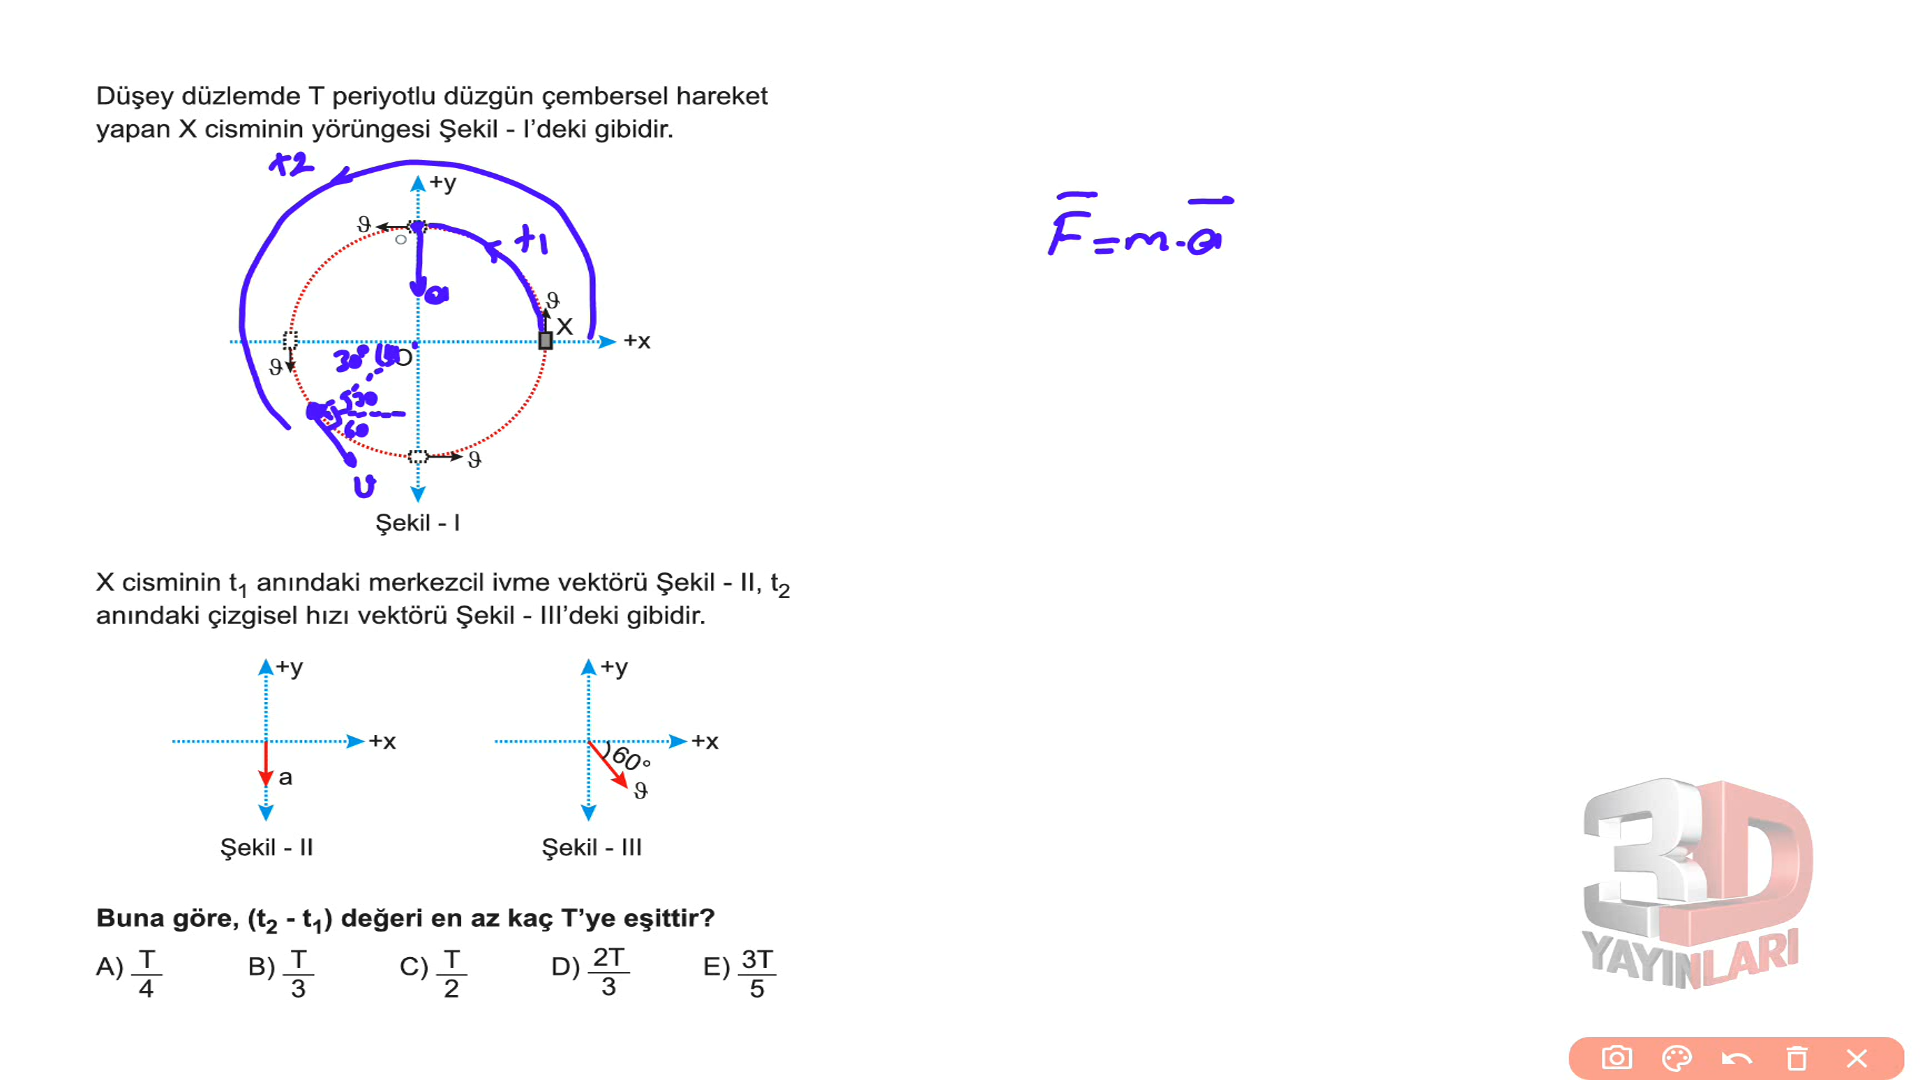 Düşey düzlemde T periyotlu düzgün çembersel hareket
yapan X cisminin yörüngesi Şekil - I’deki gibidir.
t2
+y
ϑ
t1
ϑ
X
+x
a
O
30°
O
ϑ
30
60
ϑ
υ
Şekil - I
F = m . a
X cisminin t₁ anındaki merkezcil ivme vektörü Şekil - II, t₂
anındaki çizgisel hızı vektörü Şekil - III’deki gibidir.
+y
+x
a
Şekil - II
+y
+x
60°
ϑ
Şekil - III
Buna göre, (t₂ - t₁) değeri en az kaç T’ye eşittir?
A) T/4 B) T/3 C) T/2 D) 2T/3 E) 3T/5
3D
YAYINLARI